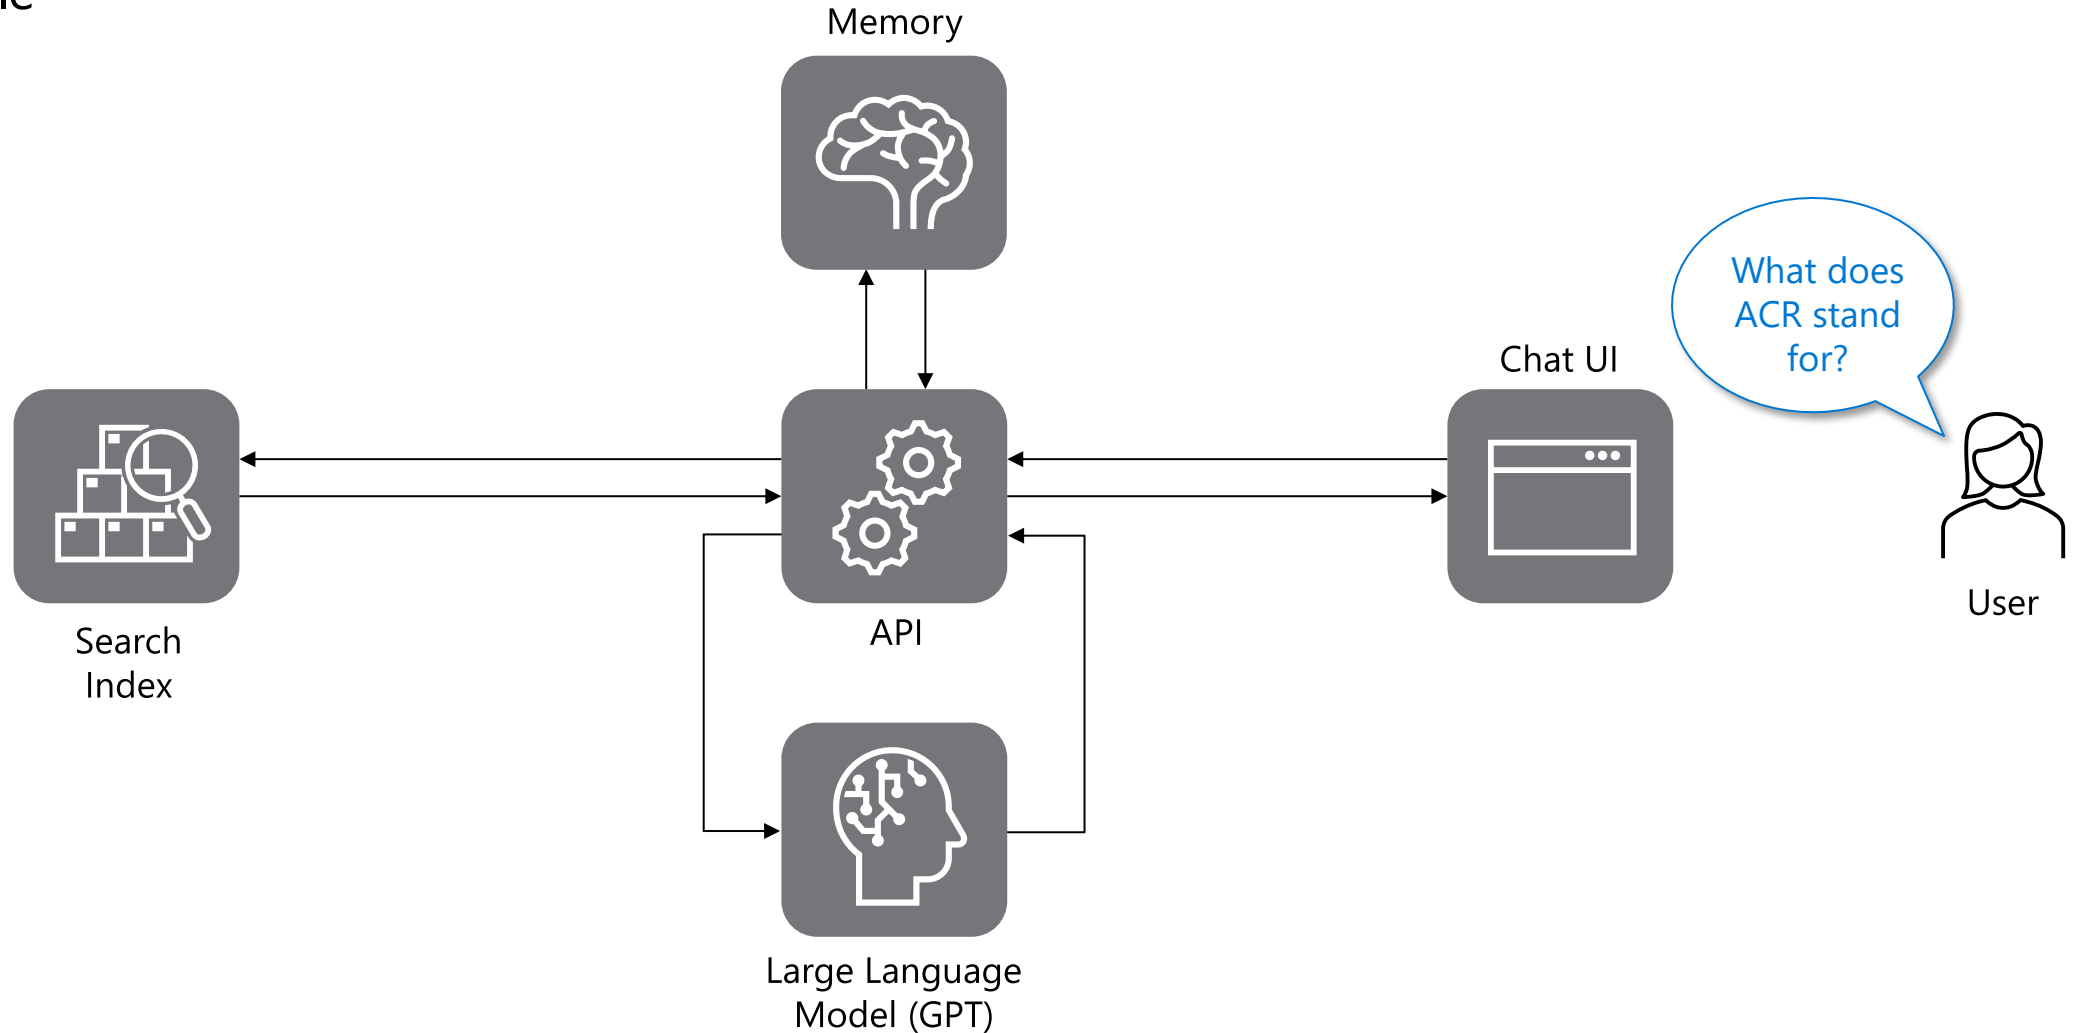 Memory
What does
ACR stand
for?
Chat UI
User
Search
Index
API
Large Language
Model (GPT)